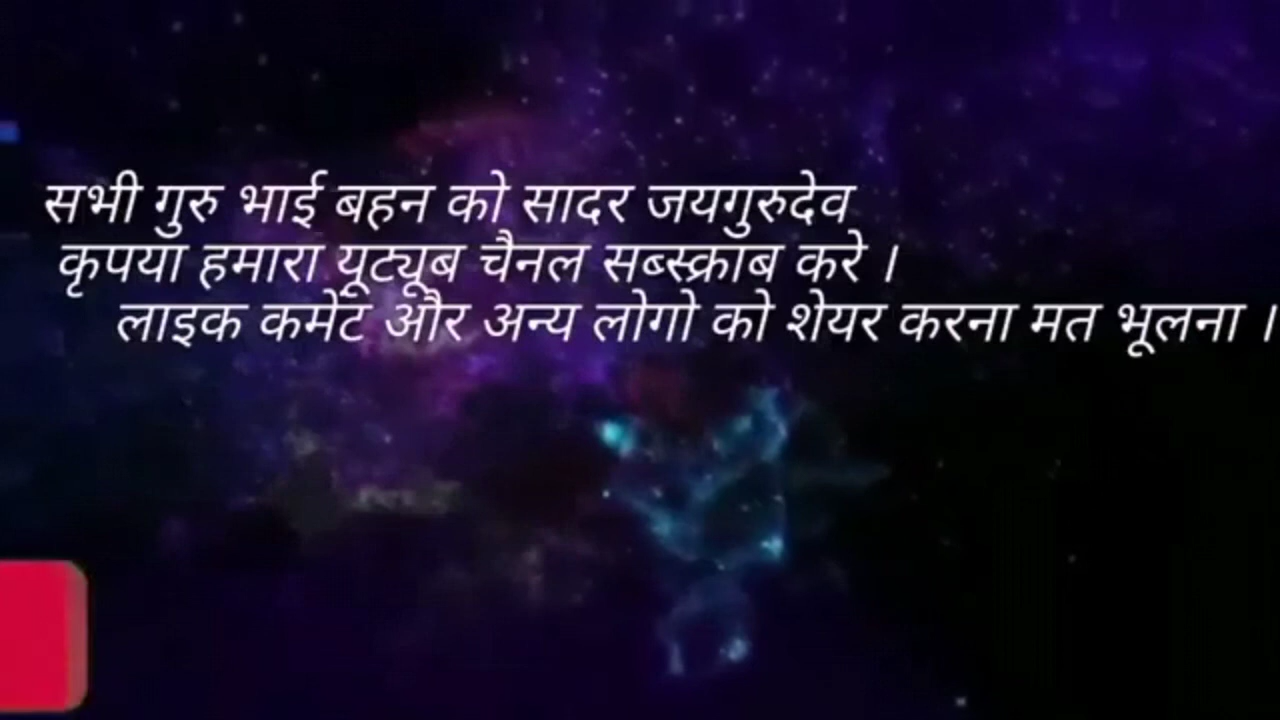 सभी गुरु भाई बहन को सादर जयगुरुदेव
कृपया हमारा यूट्यूब चैनल सब्स्क्राब करे ।
लाइक कमेंट और अन्य लोगो को शेयर करना मत भूलना ।